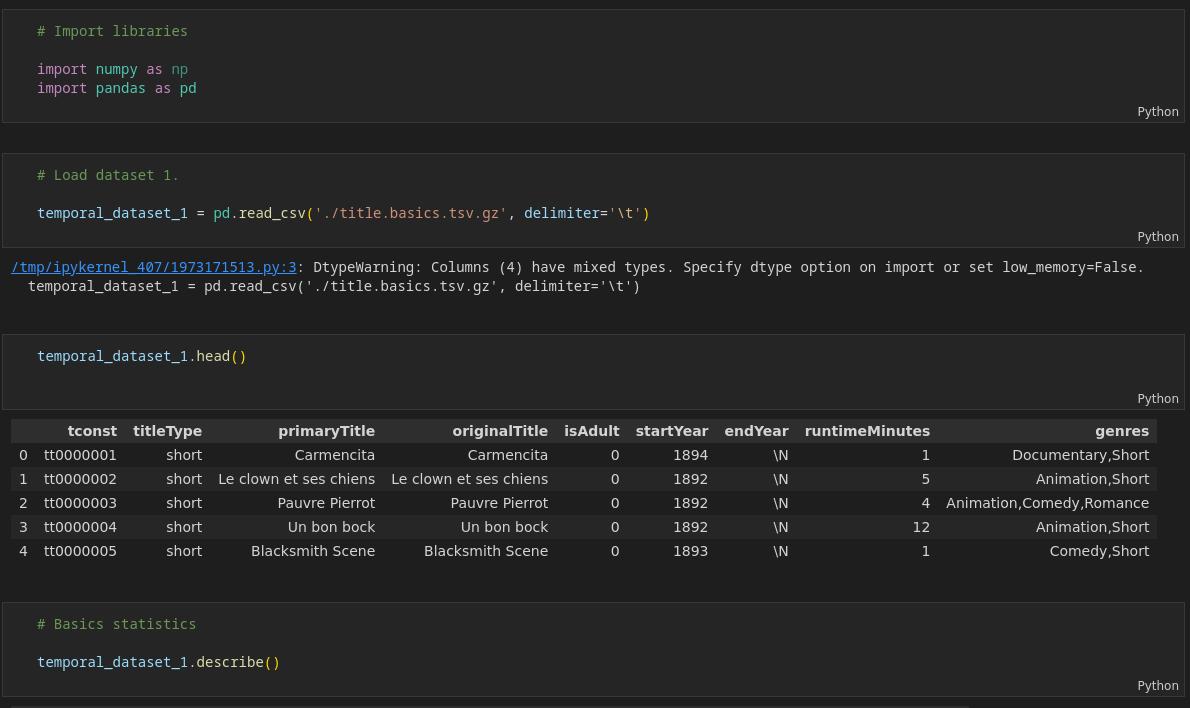 # Import libraries
import numpy as np
import pandas as pd
Python
# Load dataset 1.
temporal_dataset_1 = pd.read_csv('./title.basics.tsv.gz', delimiter='\t')
Python
/tmp/ipykernel_407/1973171513.py:3: DtypeWarning: Columns (4) have mixed types. Specify dtype option on import or set low_memory=False.
temporal_dataset_1 = pd.read_csv('./title.basics.tsv.gz', delimiter='\t')
temporal_dataset_1.head()
Python
tconst titleType primaryTitle originalTitle isAdult startYear endYear runtimeMinutes genres
0 tt0000001 short Carmencita Carmencita 0 1894 \N 1 Documentary,Short
1 tt0000002 short Le clown et ses chiens Le clown et ses chiens 0 1892 \N 5 Animation,Short
2 tt0000003 short Pauvre Pierrot Pauvre Pierrot 0 1892 \N 4 Animation,Comedy,Romance
3 tt0000004 short Un bon bock Un bon bock 0 1892 \N 12 Animation,Short
4 tt0000005 short Blacksmith Scene Blacksmith Scene 0 1893 \N 1 Comedy,Short
# Basics statistics
temporal_dataset_1.describe()
Python